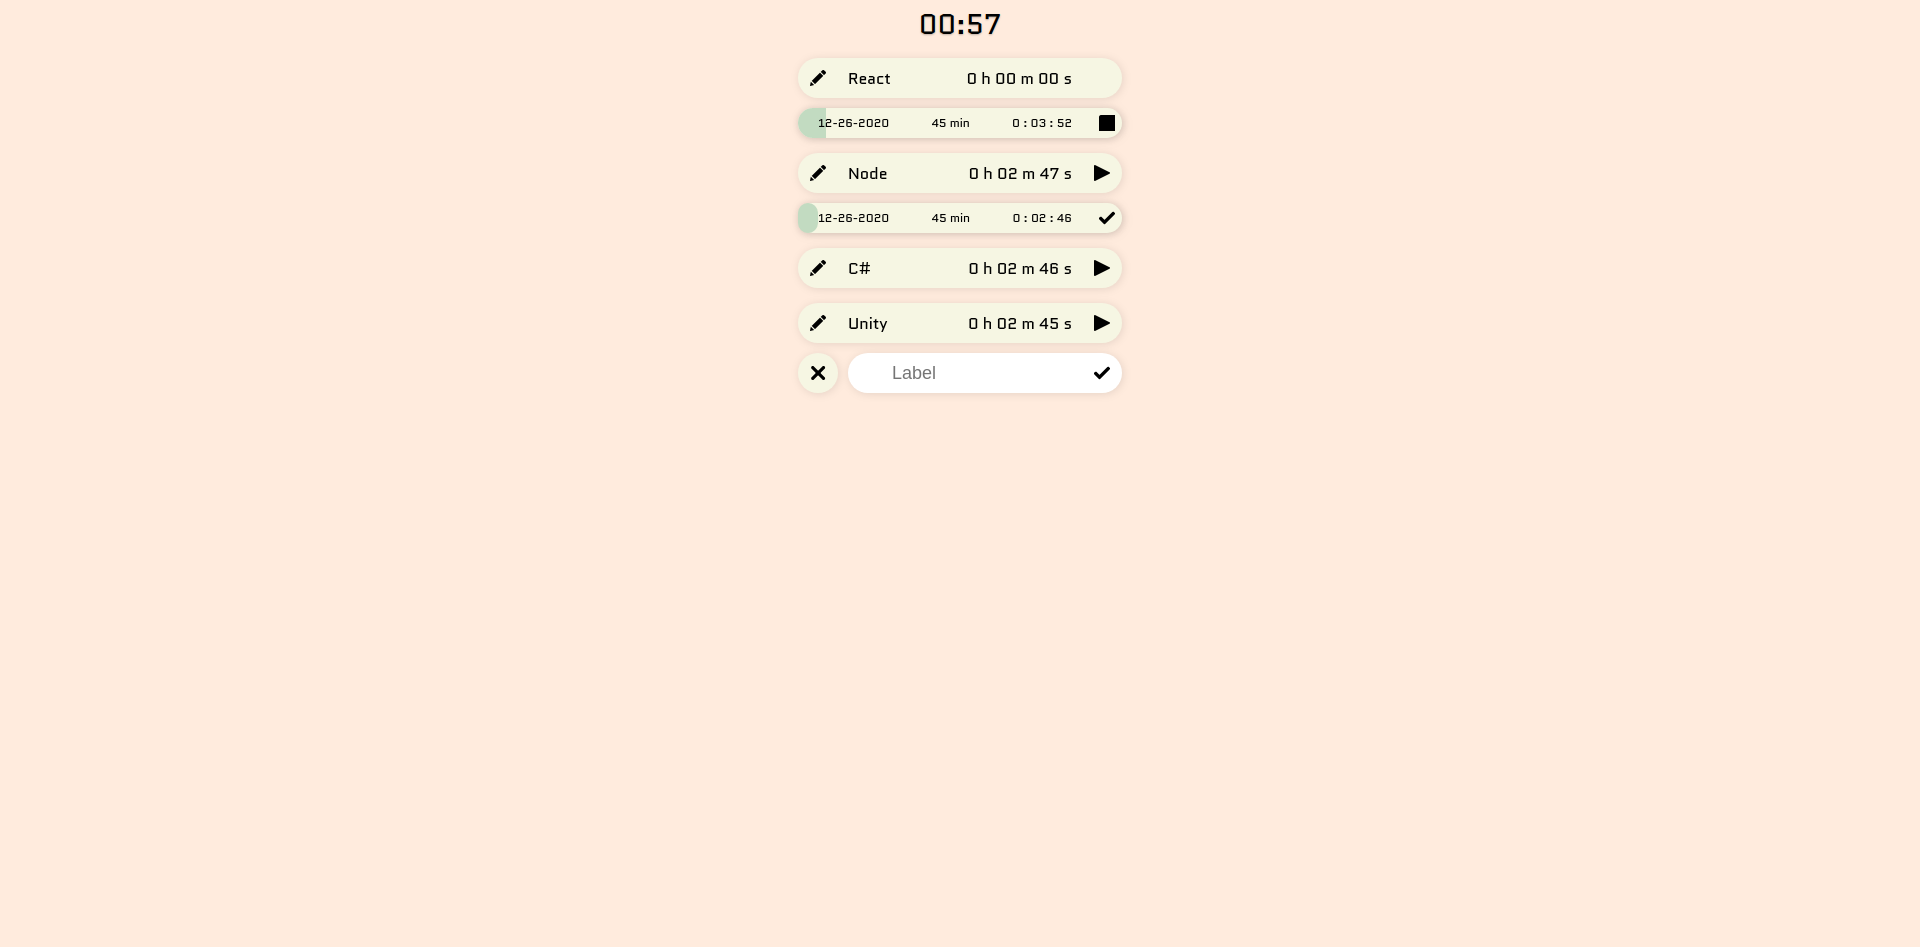 00:57
React 0 h 00 m 00 s
12-26-2020 45 min 0 : 03 : 52
Node 0 h 02 m 47 s
12-26-2020 45 min 0 : 02 : 46
C# 0 h 02 m 46 s
Unity 0 h 02 m 45 s
Label